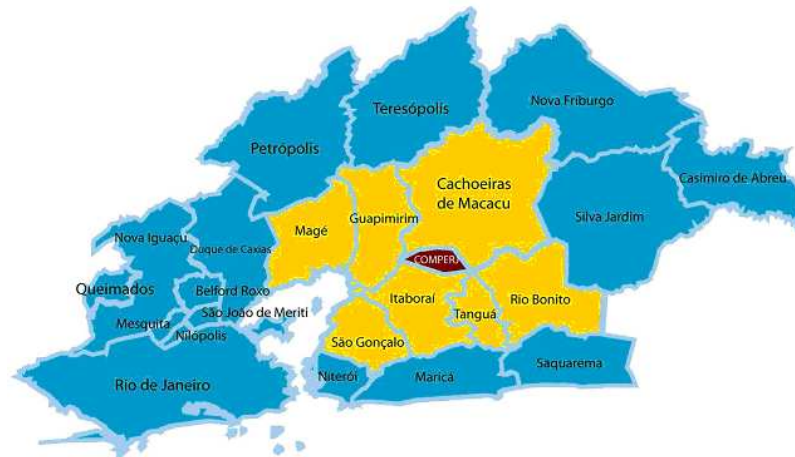 Teresópolis
Nova Friburgo
Petrópolis
Casimiro de Abreu
Cachoeiras
de Macacu
Guapimirim
Silva Jardim
Magé
Nova Iguaçu
Duque de Caxias
COMPERJ
Queimados
Belford Roxo
Itaboraí
Rio Bonito
São João de Meriti
Tanguá
Mesquita
Nilópolis
São Gonçalo
Saquarema
Niterói
Maricá
Rio de Janeiro